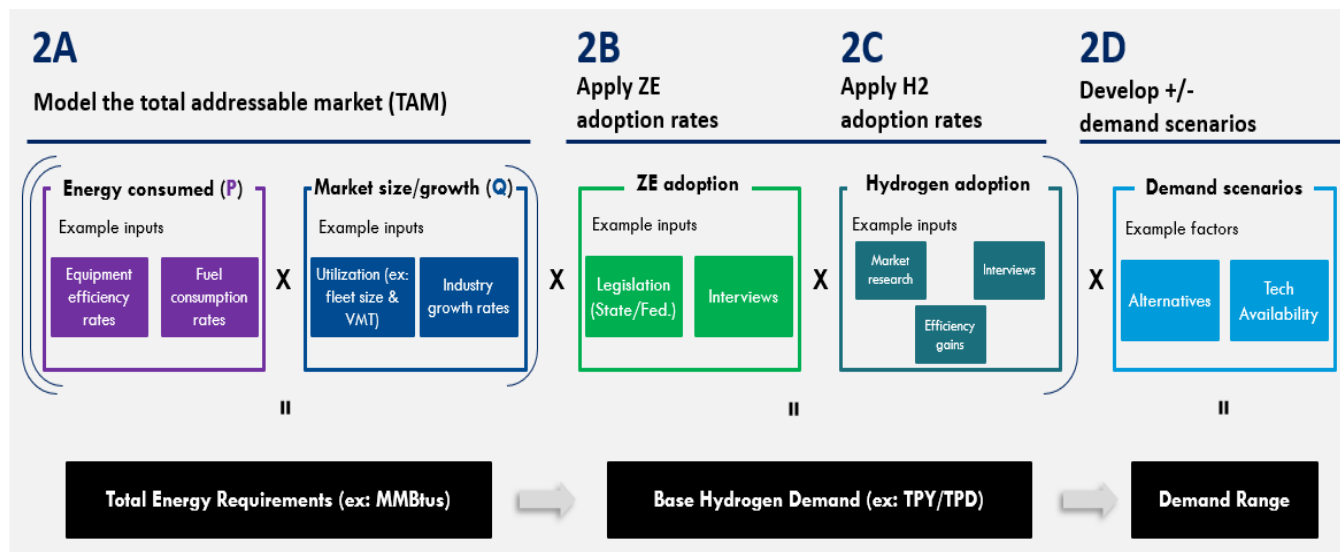 2A
Model the total addressable market (TAM)
2B
Apply ZE
adoption rates
2C
Apply H2
adoption rates
2D
Develop +/-
demand scenarios
Energy consumed (P)
Example inputs
Equipment
efficiency
rates
Fuel
consumption
rates
X
Market size/growth (Q)
Example inputs
Utilization (ex:
fleet size &
VMT)
Industry
growth rates
X
ZE adoption
Example inputs
Legislation
(State/Fed.)
Interviews
X
Hydrogen adoption
Example inputs
Market
research
Interviews
Efficiency
gains
X
Demand scenarios
Example factors
Alternatives
Tech
Availability
=
=
=
Total Energy Requirements (ex: MMBtus)
Base Hydrogen Demand (ex: TPY/TPD)
Demand Range